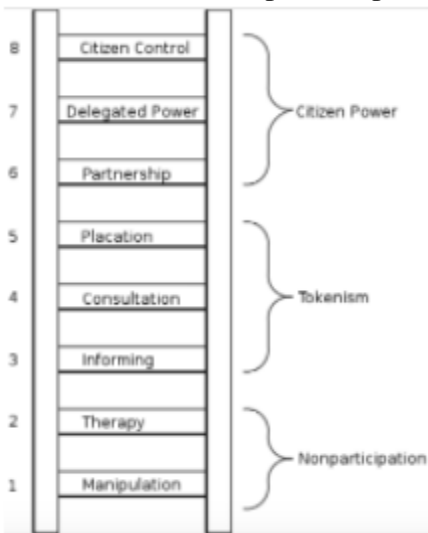 8 Citizen Control
7 Delegated Power Citizen Power
6 Partnership
5 Placation
4 Consultation Tokenism
3 Informing
2 Therapy
Nonparticipation
1 Manipulation